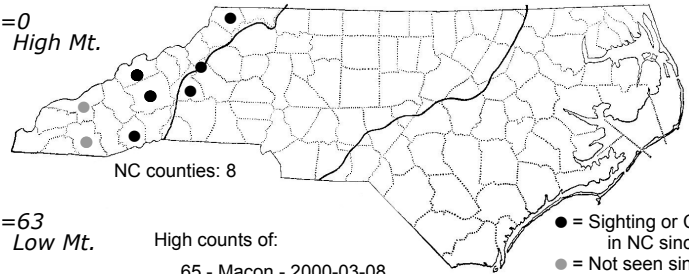 =0
High Mt.
NC counties: 8
=63
Low Mt.
High counts of:
65 - Macon - 2000-03-08
● = Sighting or
in NC sinc
● = Not seen sin